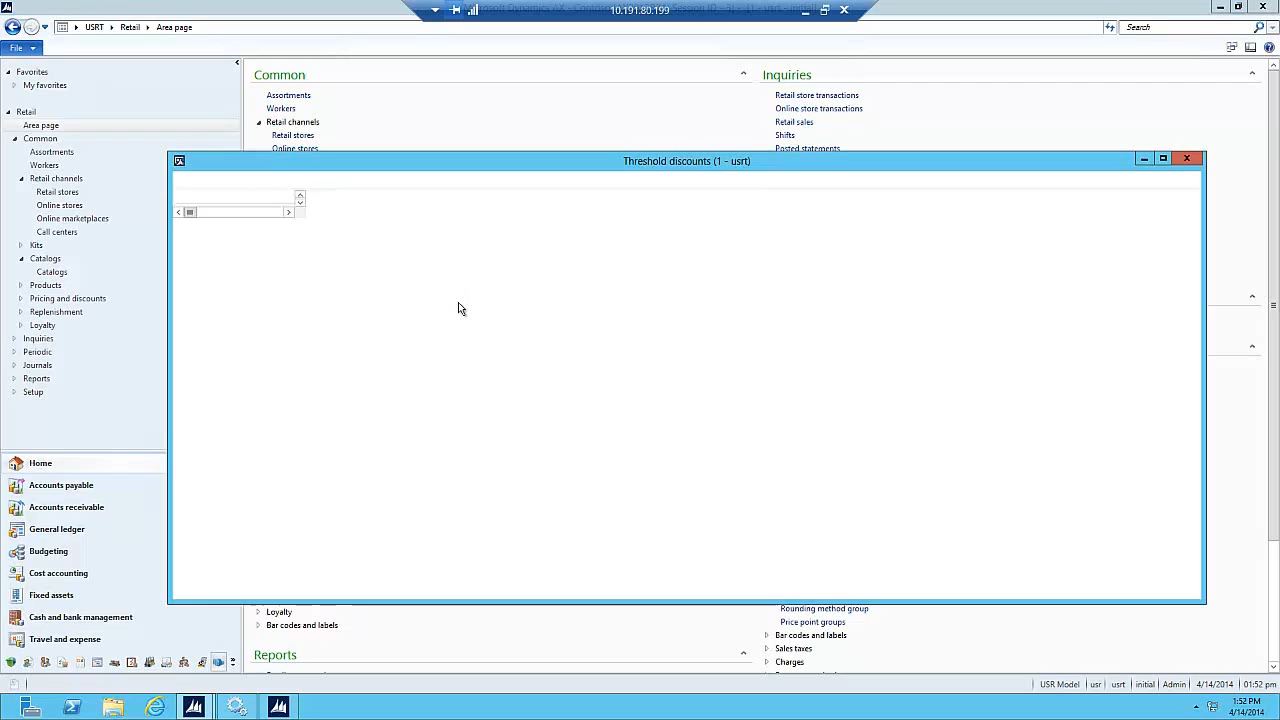 10.191.80.199
USRT
Retail
Area page
Search
File
Favorites
My favorites
Retail
Area page
Common
Assortments
Workers
Retail channels
Retail stores
Online stores
Online marketplaces
Call centers
Kits
Catalogs
Catalogs
Products
Pricing and discounts
Replenishment
Loyalty
Inquiries
Periodic
Journals
Reports
Setup
Home
Accounts payable
Accounts receivable
General ledger
Budgeting
Cost accounting
Fixed assets
Cash and bank management
Travel and expense
Common
Assortments
Workers
Retail channels
Retail stores
Online stores
Inquiries
Retail store transactions
Online store transactions
Retail sales
Shifts
Posted statements
Threshold discounts (1 - usrt)
Loyalty
Bar codes and labels
Reports
Rounding method group
Price point groups
Bar codes and labels
Sales taxes
Charges
USR Model
usr
usrt
initial
Admin
4/14/2014
01:52 pm
1:52 PM
4/14/2014